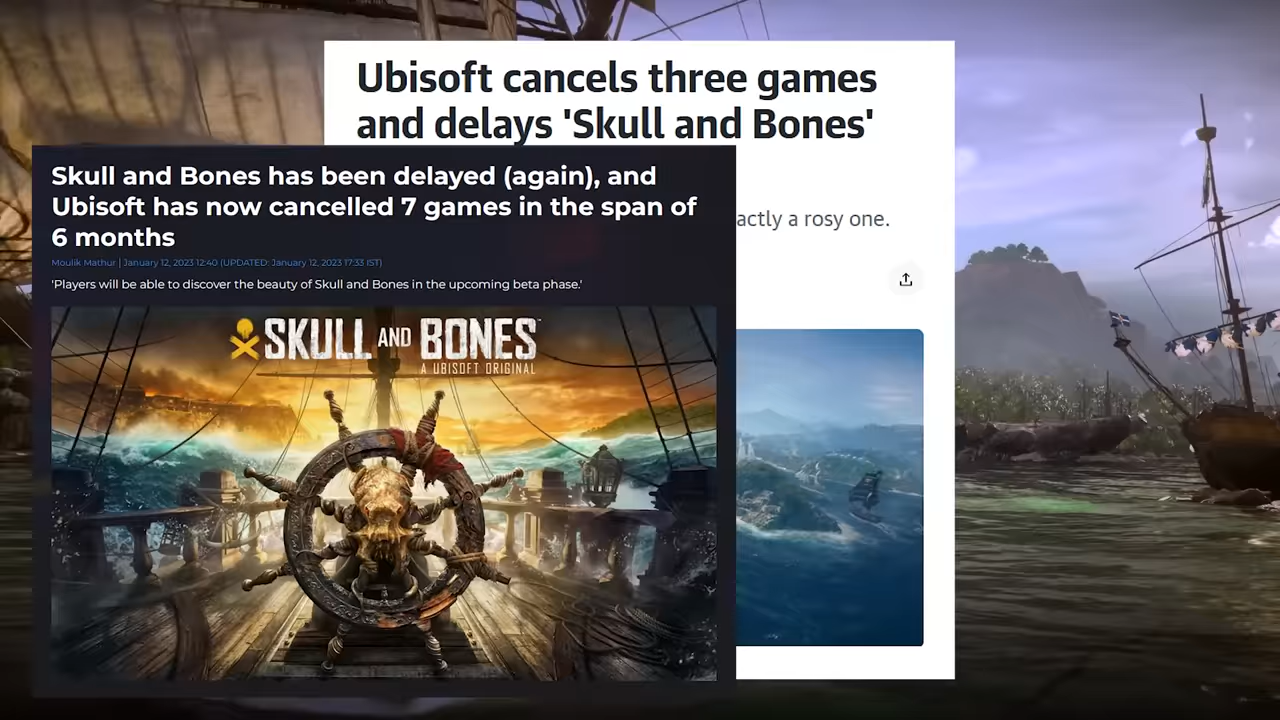 Ubisoft cancels three games
and delays 'Skull and Bones'
actly a rosy one.
Skull and Bones has been delayed (again), and
Ubisoft has now cancelled 7 games in the span of
6 months
Moulik Mathur | January 12, 2023 12:40 (UPDATED: January 12, 2023 17:33 IST)
'Players will be able to discover the beauty of Skull and Bones in the upcoming beta phase.'
SKULL AND BONES™
A UBISOFT ORIGINAL